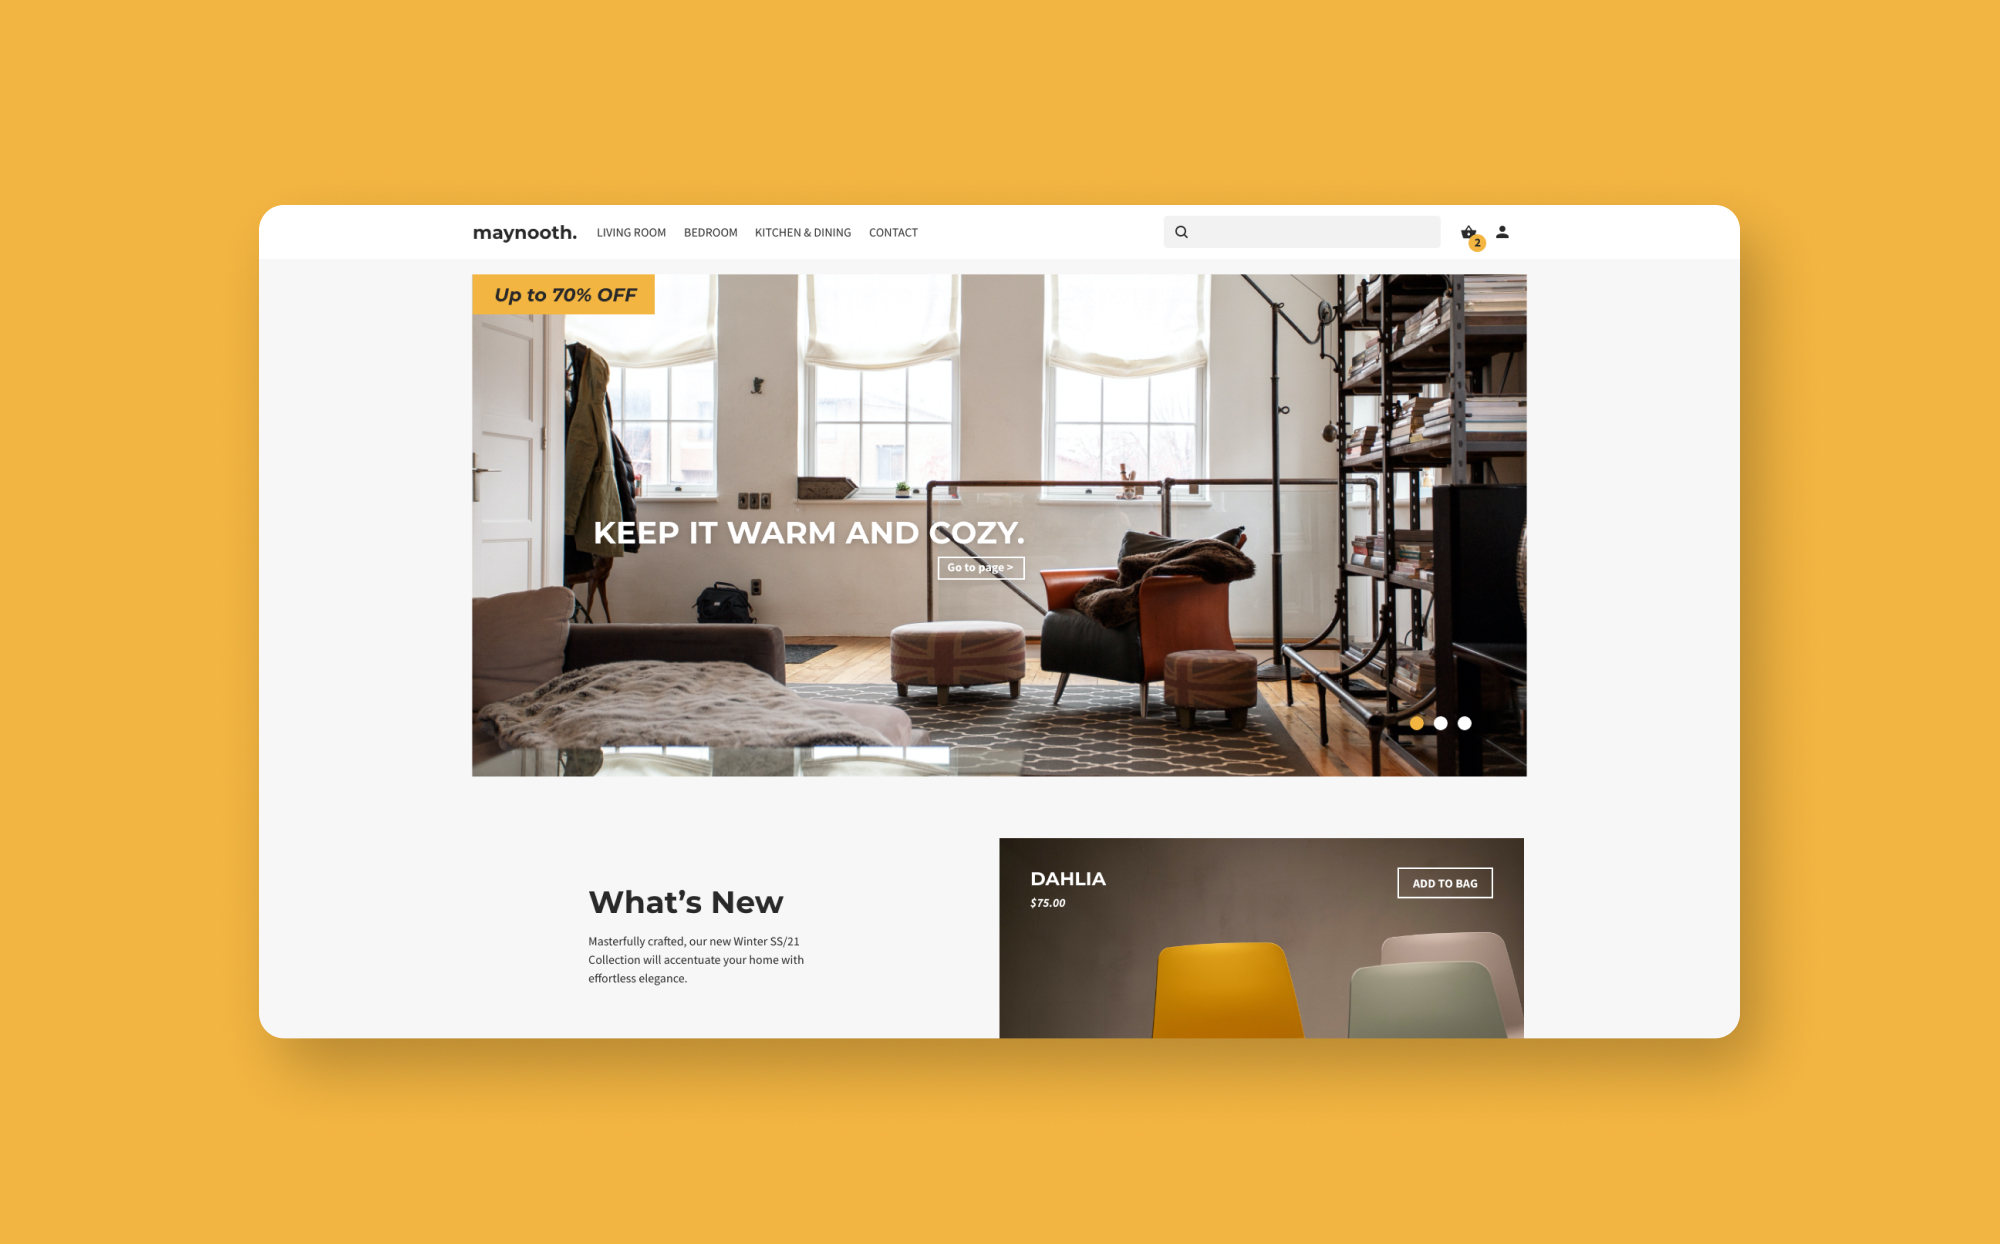 maynooth.
LIVING ROOM
BEDROOM
KITCHEN & DINING
CONTACT
2
Up to 70% OFF
KEEP IT WARM AND COZY.
Go to page >
What’s New
Masterfully crafted, our new Winter SS/21
Collection will accentuate your home with
effortless elegance.
DAHLIA
$75.00
ADD TO BAG